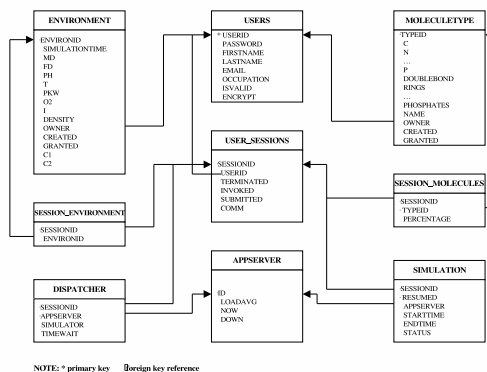 ENVIRONMENT
ENVIRONID
SIMULATIONTIME
MD
FD
PH
T
PKW
O2
I
DENSITY
OWNER
CREATED
GRANTED
C1
C2
USERS
* USERID
PASSWORD
FIRSTNAME
LASTNAME
EMAIL
OCCUPATION
ISVALID
ENCRYPT
MOLECULETYPE
TYPEID
C
N
...
P
DOUBLEBOND
RINGS
...
PHOSPHATES
NAME
OWNER
CREATED
GRANTED
USER_SESSIONS
SESSIONID
USERID
TERMINATED
INVOKED
SUBMITTED
COMM
SESSION_ENVIRONMENT
SESSIONID
ENVIRONID
SESSION_MOLECULES
SESSIONID
TYPEID
PERCENTAGE
DISPATCHER
SESSIONID
APPSERVER
SIMULATOR
TIMEWAIT
APPSERVER
ID
LOADAVG
NOW
DOWN
SIMULATION
SESSIONID
RESUMED
APPSERVER
STARTTIME
ENDTIME
STATUS
NOTE: * primary key foreign key reference